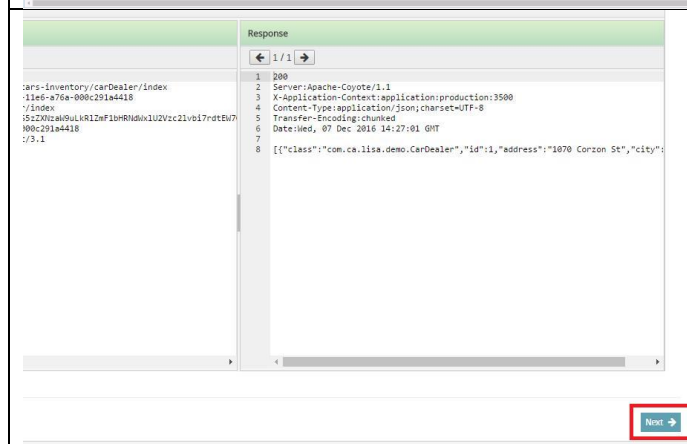 Response
1 / 1
cars-inventory/carDealer/index
-11e6-a76a-000c291a4418
r/index
000c291a4418
:/3.1
1 200
2 Server:Apache-Coyote/1.1
3 X-Application-Context:application:production:3500
4 Content-Type:application/json;charset=UTF-8
5 Transfer-Encoding:chunked
6 Date:Wed, 07 Dec 2016 14:27:01 GMT
7
8 [{"class":"com.ca.lisa.demo.CarDealer","id":1,"address":"1070 Corzon St","city":
Next